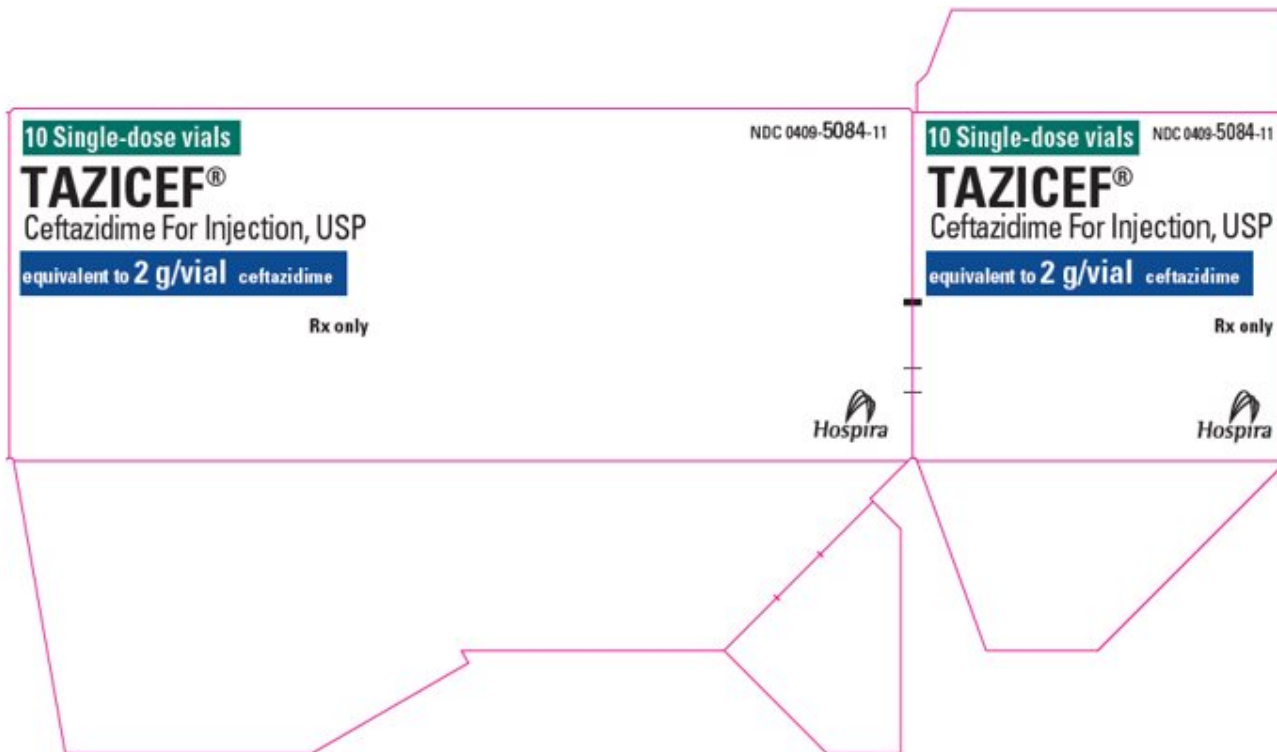 10 Single-dose vials
NDC 0409-5084-11
TAZICEF®
Ceftazidime For Injection, USP
equivalent to 2 g/vial ceftazidime
Rx only
Hospira
10 Single-dose vials NDC 0409-5084-11
TAZICEF®
Ceftazidime For Injection, USP
equivalent to 2 g/vial ceftazidime
Rx only
Hospira